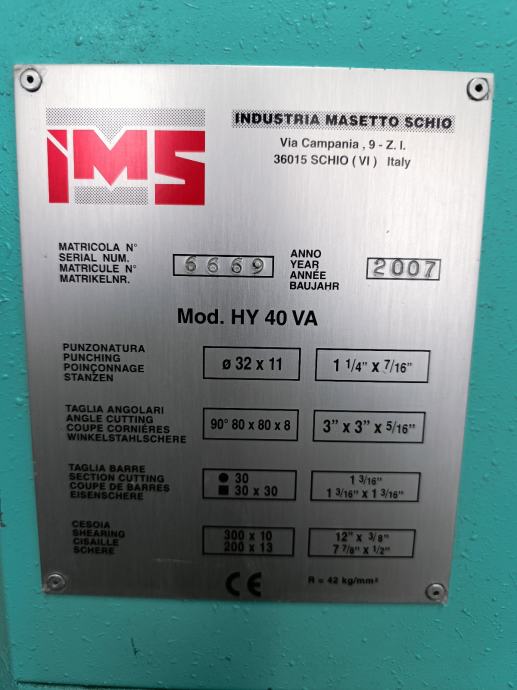 IMS
INDUSTRIA MASETTO SCHIO
Via Campania , 9 - Z. I.
36015 SCHIO ( VI ) Italy
MATRICOLA N°
SERIAL NUM.
MATRICULE N°
MATRIKELNR.
6669
ANNO
YEAR
ANNÉE
BAUJAHR
2007
Mod. HY 40 VA
PUNZONATURA
PUNCHING
POINÇONNAGE
STANZEN
ø 32 x 11
1 1/4" x 7/16"
TAGLIA ANGOLARI
ANGLE CUTTING
COUPE CORNIÈRES
WINKELSTAHLSCHERE
90° 80 x 80 x 8
3" x 3" x 5/16"
TAGLIA BARRE
SECTION CUTTING
COUPE DE BARRES
EISENSCHERE
● 30
■ 30 x 30
1 3/16"
1 3/16" x 1 3/16"
CESOIA
SHEARING
CISAILLE
SCHERE
300 x 10
200 x 13
12" x 3/8"
7 7/8" x 1/2"
CE
R = 42 kg/mm²